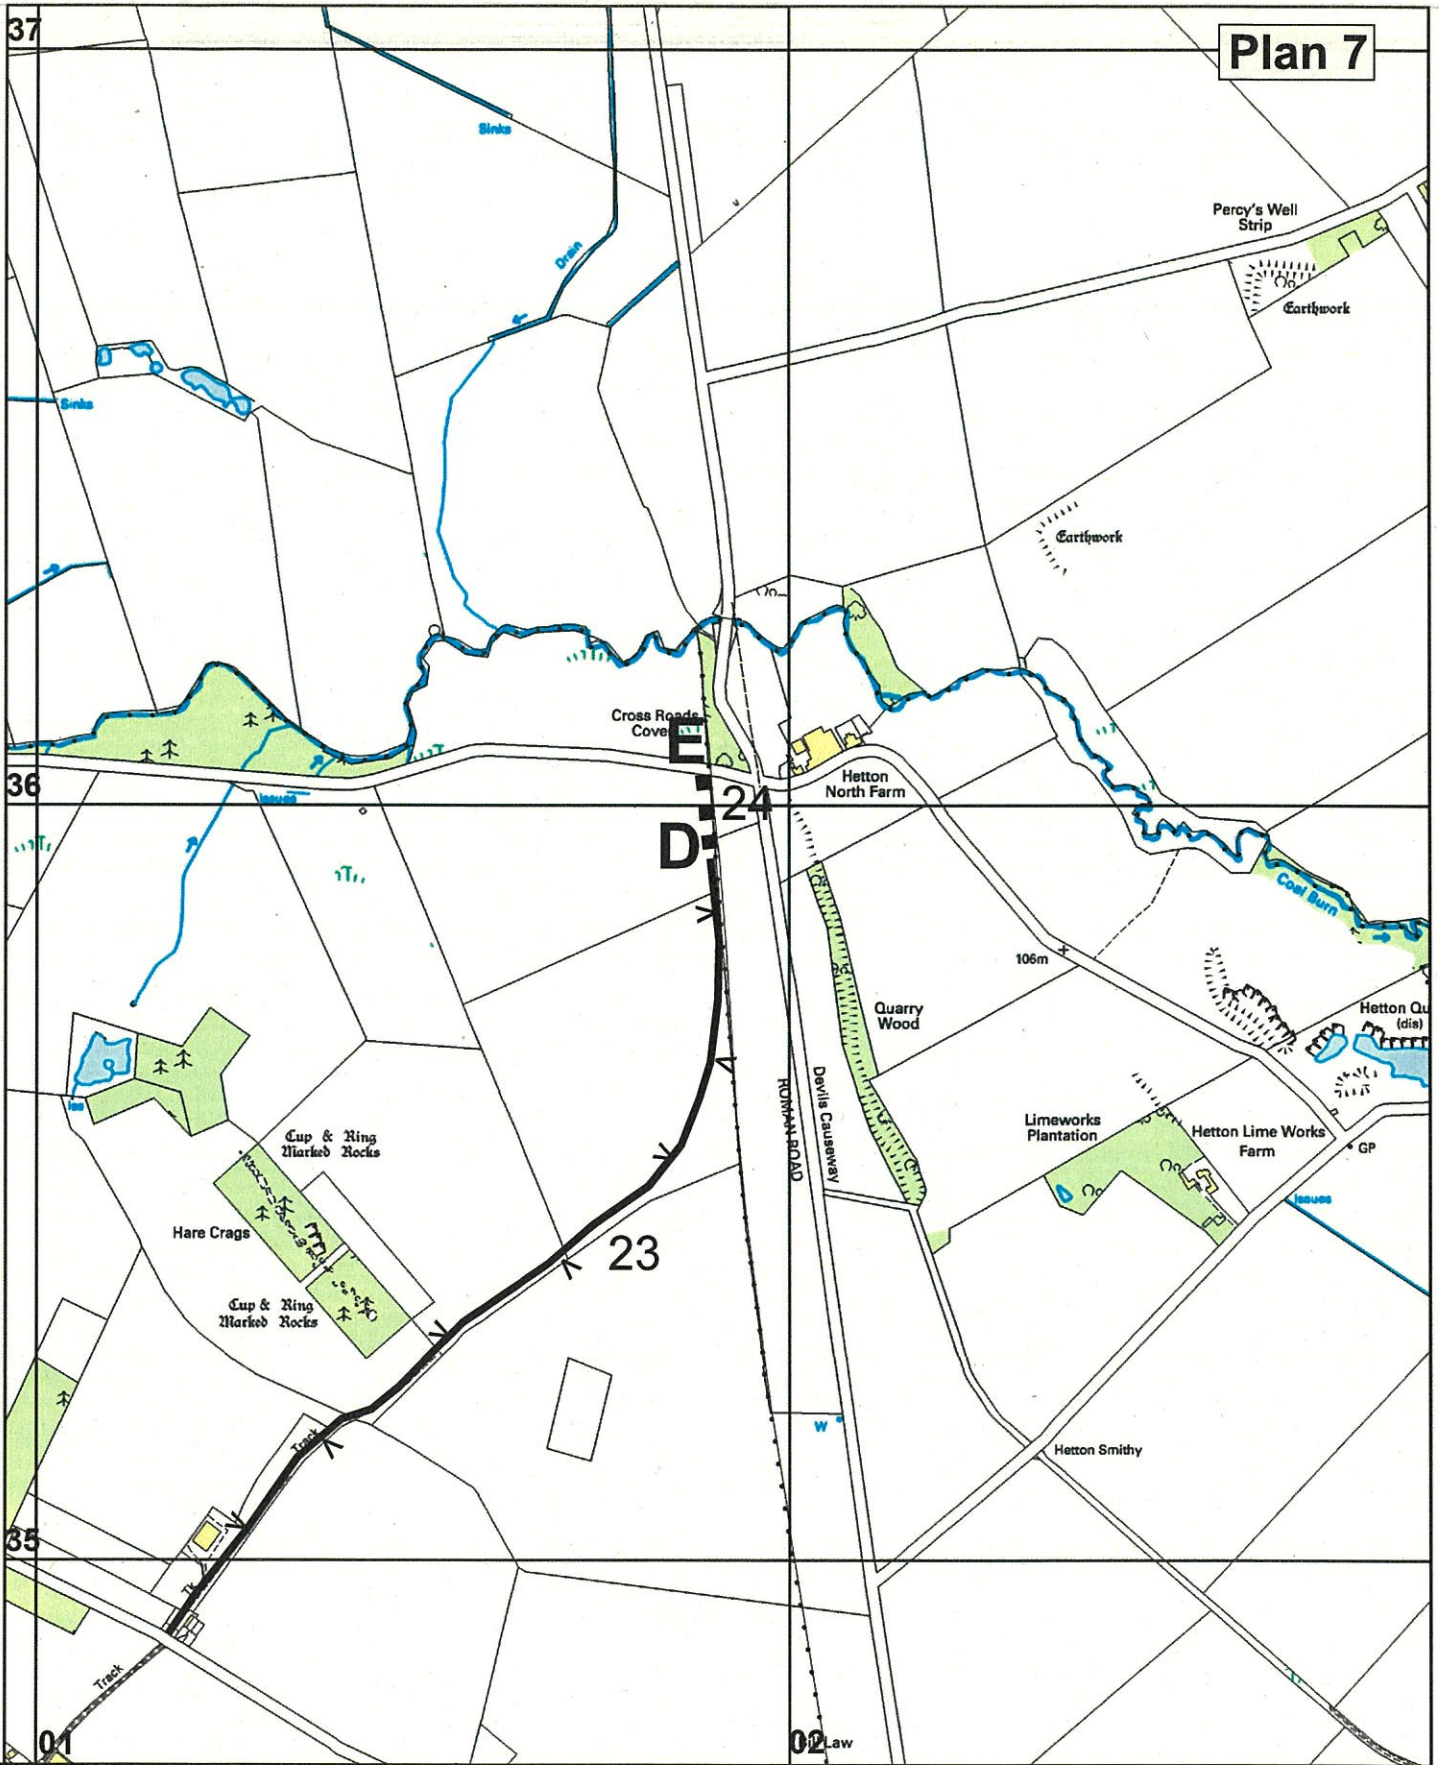 37
Plan 7
Sinks
Percy's Well
Strip
Drain
Earthwork
Sinks
Earthwork
Cross Roads
E
Hetton
North Farm
36
Issues
24
D
Coal Burn
106m
Quarry
Wood
Hetton Qu
(dis)
Iss
Devils Causeway
ROMAN ROAD
Limeworks
Plantation
Hetton Lime Works
Farm
GP
Cup & Ring
Marked Rocks
Issues
Hare Crags
23
Cup & Ring
Marked Rocks
W
Track
Hetton Smithy
35
Tk
Track
01
02
Law